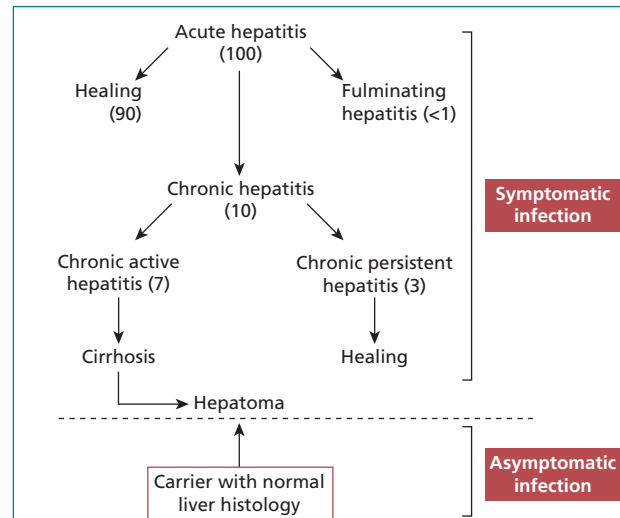 Acute hepatitis
(100)
Healing
(90)
Fulminating
hepatitis (<1)
Chronic hepatitis
(10)
Symptomatic
infection
Chronic active
hepatitis (7)
Chronic persistent
hepatitis (3)
Cirrhosis
Healing
Hepatoma
Carrier with normal
liver histology
Asymptomatic
infection